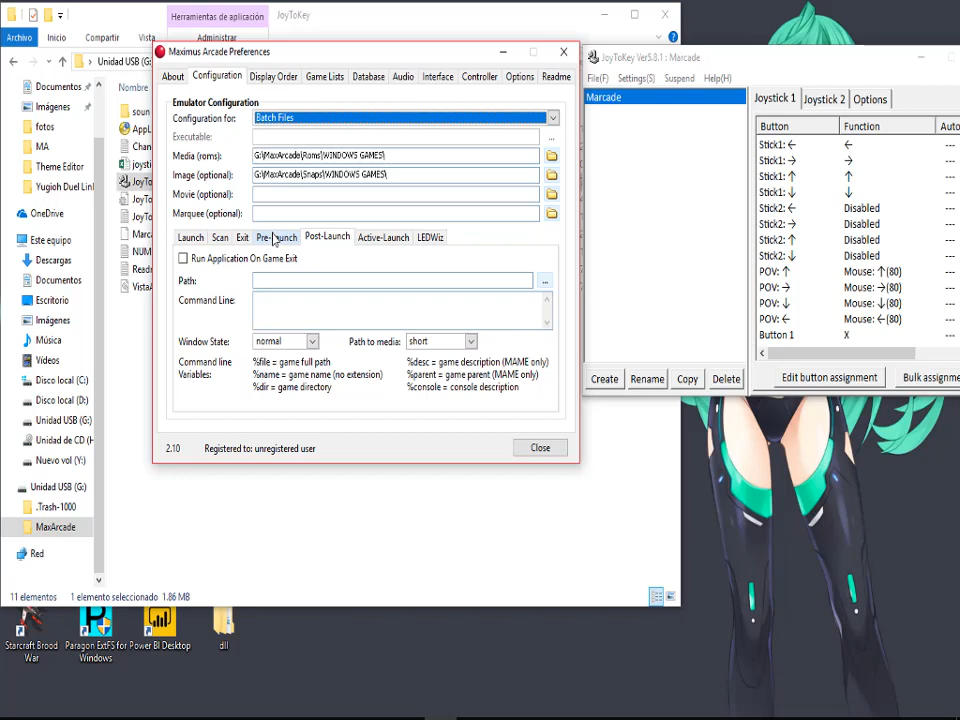 Herramientas de aplicación
JoyToKey
Archivo
Inicio
Compartir
Vista
Administrar
Unidad USB (G:)
Documentos
Imágenes
fotos
MA
Theme Editor
Yugioh Duel Lin
OneDrive
Este equipo
Descargas
Documentos
Escritorio
Imágenes
Música
Vídeos
Disco local (C:)
Disco local (D:)
Unidad USB (G:)
Unidad de CD (H
Nuevo vol (Y:)
Unidad USB (G:)
.Trash-1000
MaxArcade
Red
Nombre
soun
AppL
Chan
joysti
JoyTo
JoyTo
JoyTo
Marca
NUM
Readn
VistaA
11 elementos
1 elemento seleccionado 1.86 MB
Maximus Arcade Preferences
About
Configuration
Display Order
Game Lists
Database
Audio
Interface
Controller
Options
Readme
Emulator Configuration
Configuration for:
Batch Files
Executable:
...
Media (roms):
G:\MaxArcade\Roms\WINDOWS GAMES\
Image (optional):
G:\MaxArcade\Snaps\WINDOWS GAMES\
Movie (optional):
Marquee (optional):
Launch
Scan
Exit
Pre-Launch
Post-Launch
Active-Launch
LEDWiz
Run Application On Game Exit
Path:
...
Command Line:
Window State:
normal
Path to media:
short
Command line
Variables:
%file = game full path
%name = game name (no extension)
%dir = game directory
%desc = game description (MAME only)
%parent = game parent (MAME only)
%console = console description
2.10
Registered to: unregistered user
Close
JoyToKey Ver5.8.1 : Marcade
File(F)
Settings(S)
Suspend
Help(H)
Marcade
Create
Rename
Copy
Delete
Joystick 1
Joystick 2
Options
Button
Function
Auto
Stick1: ←
←
---
Stick1: →
→
---
Stick1: ↑
↑
---
Stick1: ↓
↓
---
Stick2: ←
Disabled
---
Stick2: →
Disabled
---
Stick2: ↑
Disabled
---
Stick2: ↓
Disabled
---
POV: ↑
Mouse: ↑(80)
---
POV: →
Mouse: →(80)
---
POV: ↓
Mouse: ↓(80)
---
POV: ←
Mouse: ←(80)
---
Button 1
X
---
Edit button assignment
Bulk assignme
Starcraft Brood
War
Paragon ExtFS for
Windows
Power BI Desktop
dll